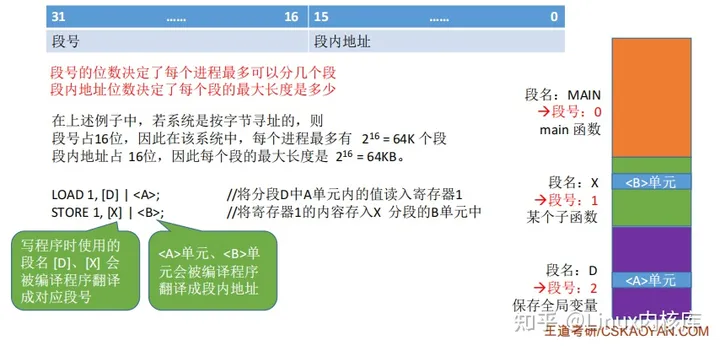 31 …… 16 15 …… 0
段号 段内地址
段号的位数决定了每个进程最多可以分几个段
段内地址位数决定了每个段的最大长度是多少
在上述例子中，若系统是按字节寻址的，则
段号占16位，因此在该系统中，每个进程最多有 2¹⁶ = 64K 个段
段内地址占 16位，因此每个段的最大长度是 2¹⁶ = 64KB。
LOAD 1, [D] | <A>; //将分段D中A单元内的值读入寄存器1
STORE 1, [X] | <B>; //将寄存器1的内容存入X 分段的B单元中
写程序时使用的
段名 [D]、[X] 会
被编译程序翻译
成对应段号
<A>单元、<B>单
元会被编译程序
翻译成段内地址
段名：MAIN
→段号：0
main 函数
段名：X
→段号：1
某个子函数
<B>单元
段名：D
→段号：2
保存全局变量
<A>单元
知乎 @Linux内核库
王道考研/CSKAOYAN.COM